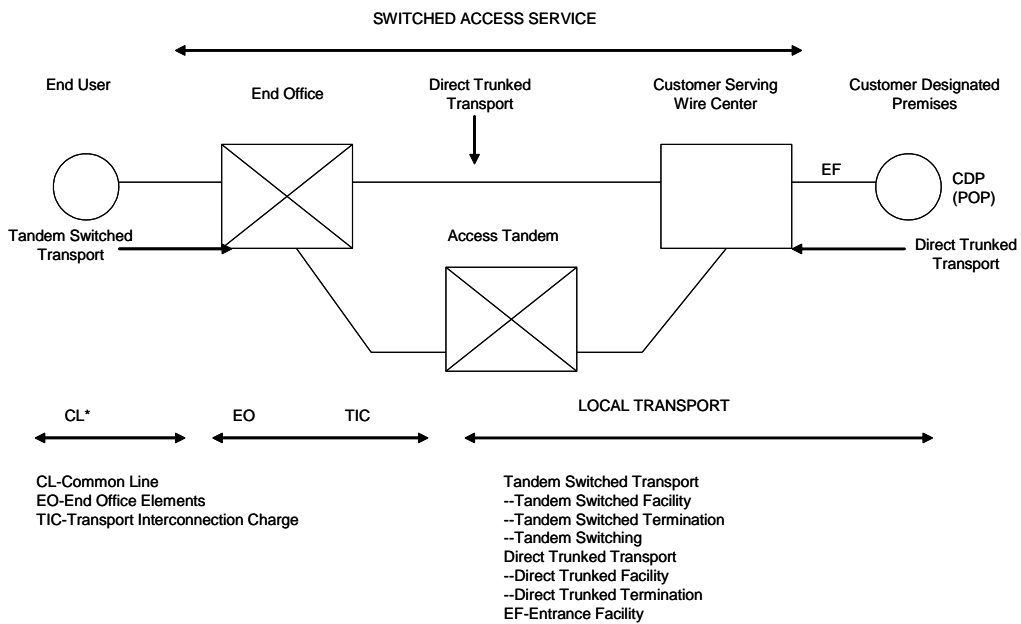 SWITCHED ACCESS SERVICE
End User
End Office
Direct Trunked
Transport
Customer Serving
Wire Center
Customer Designated
Premises
EF
CDP
(POP)
Tandem Switched
Transport
Access Tandem
Direct Trunked
Transport
CL*
EO
TIC
LOCAL TRANSPORT
CL-Common Line
EO-End Office Elements
TIC-Transport Interconnection Charge
Tandem Switched Transport
--Tandem Switched Facility
--Tandem Switched Termination
--Tandem Switching
Direct Trunked Transport
--Direct Trunked Facility
--Direct Trunked Termination
EF-Entrance Facility